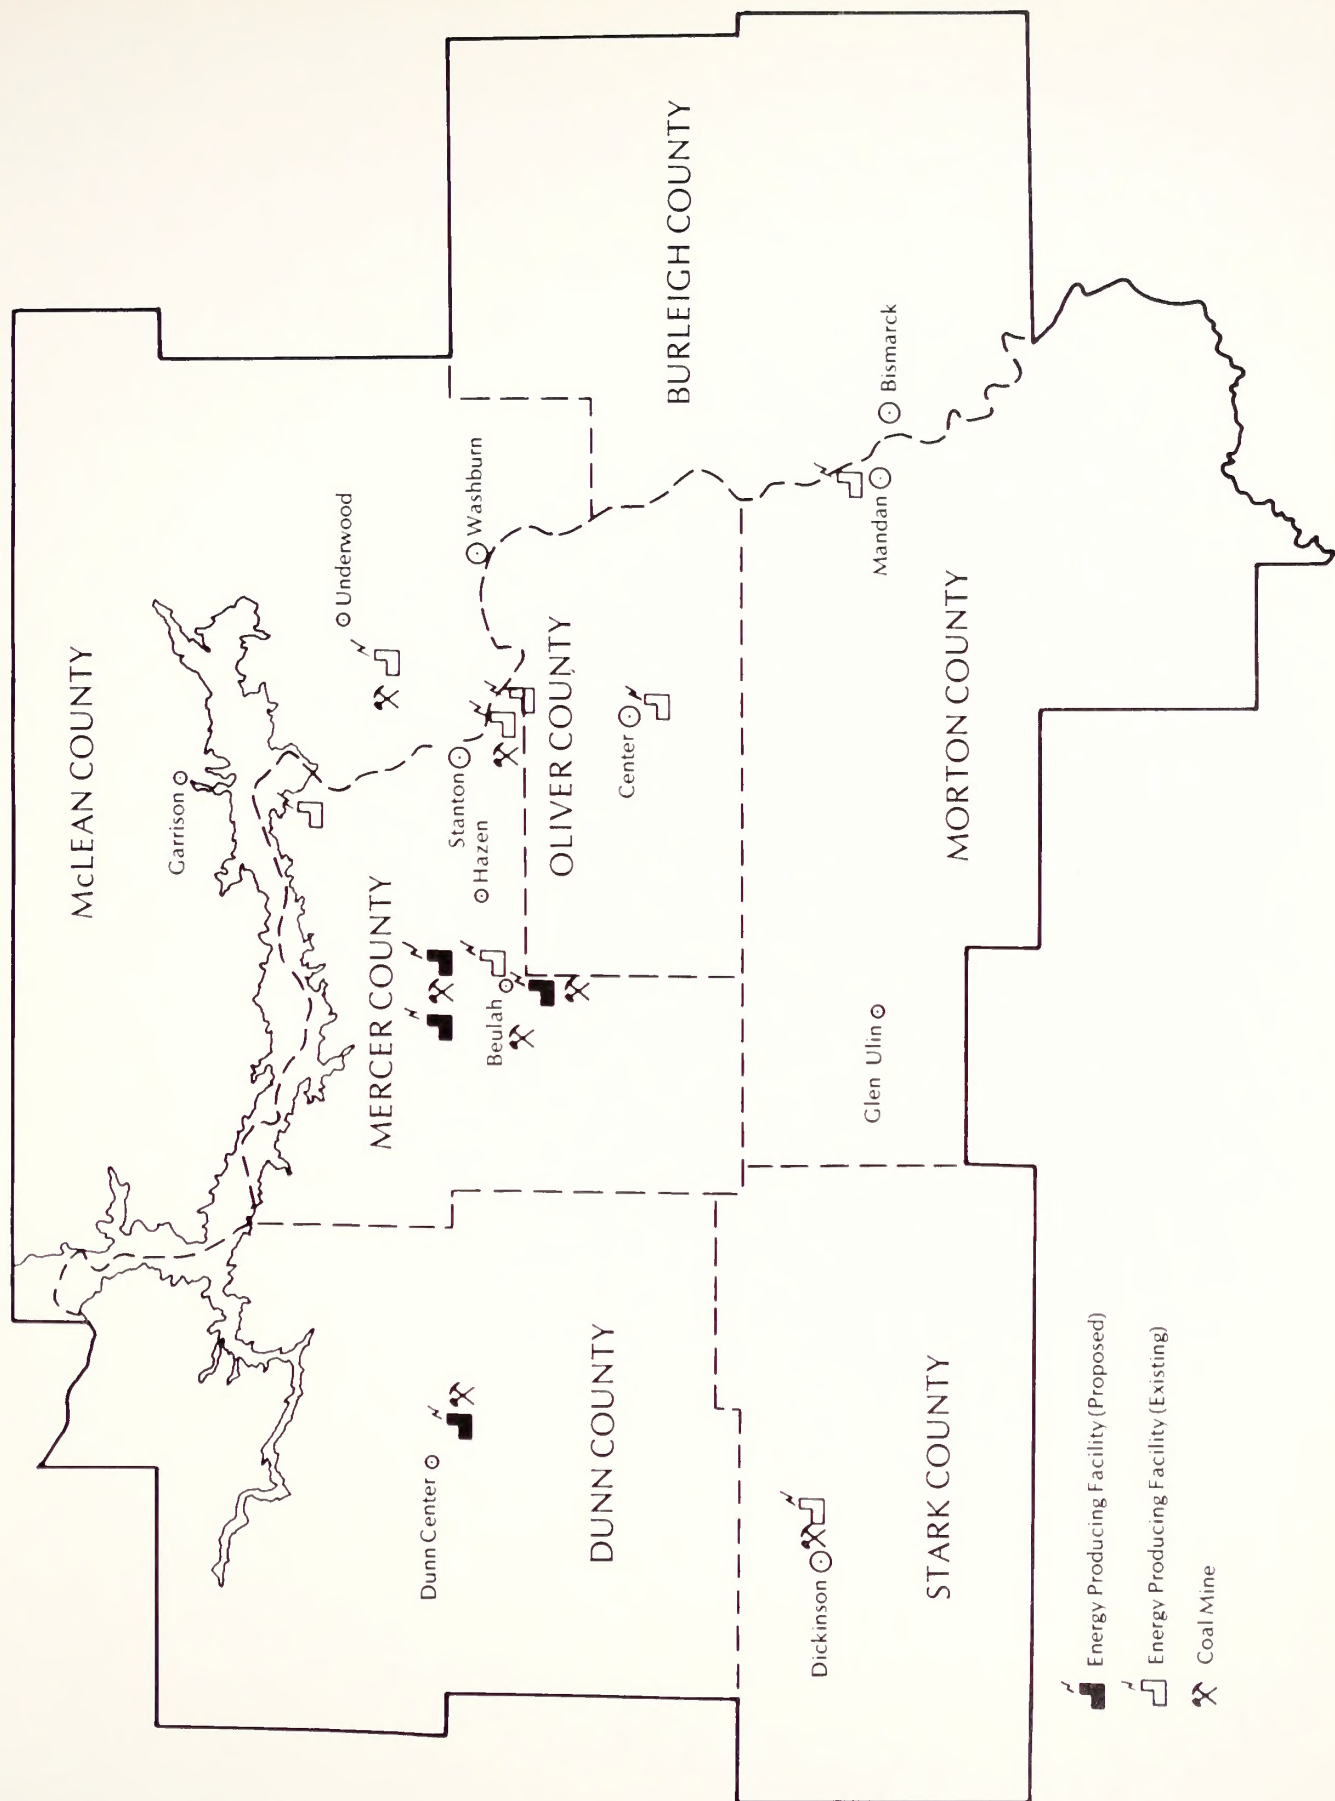 McLEAN COUNTY
Garrison
Underwood
Washburn
MERCER COUNTY
Stanton
Hazen
Beulah
OLIVER COUNTY
Center
BURLEIGH COUNTY
Bismarck
Mandan
MORTON COUNTY
Glen Ulin
Dunn Center
DUNN COUNTY
Dickinson
STARK COUNTY
Energy Producing Facility (Proposed)
Energy Producing Facility (Existing)
Coal Mine